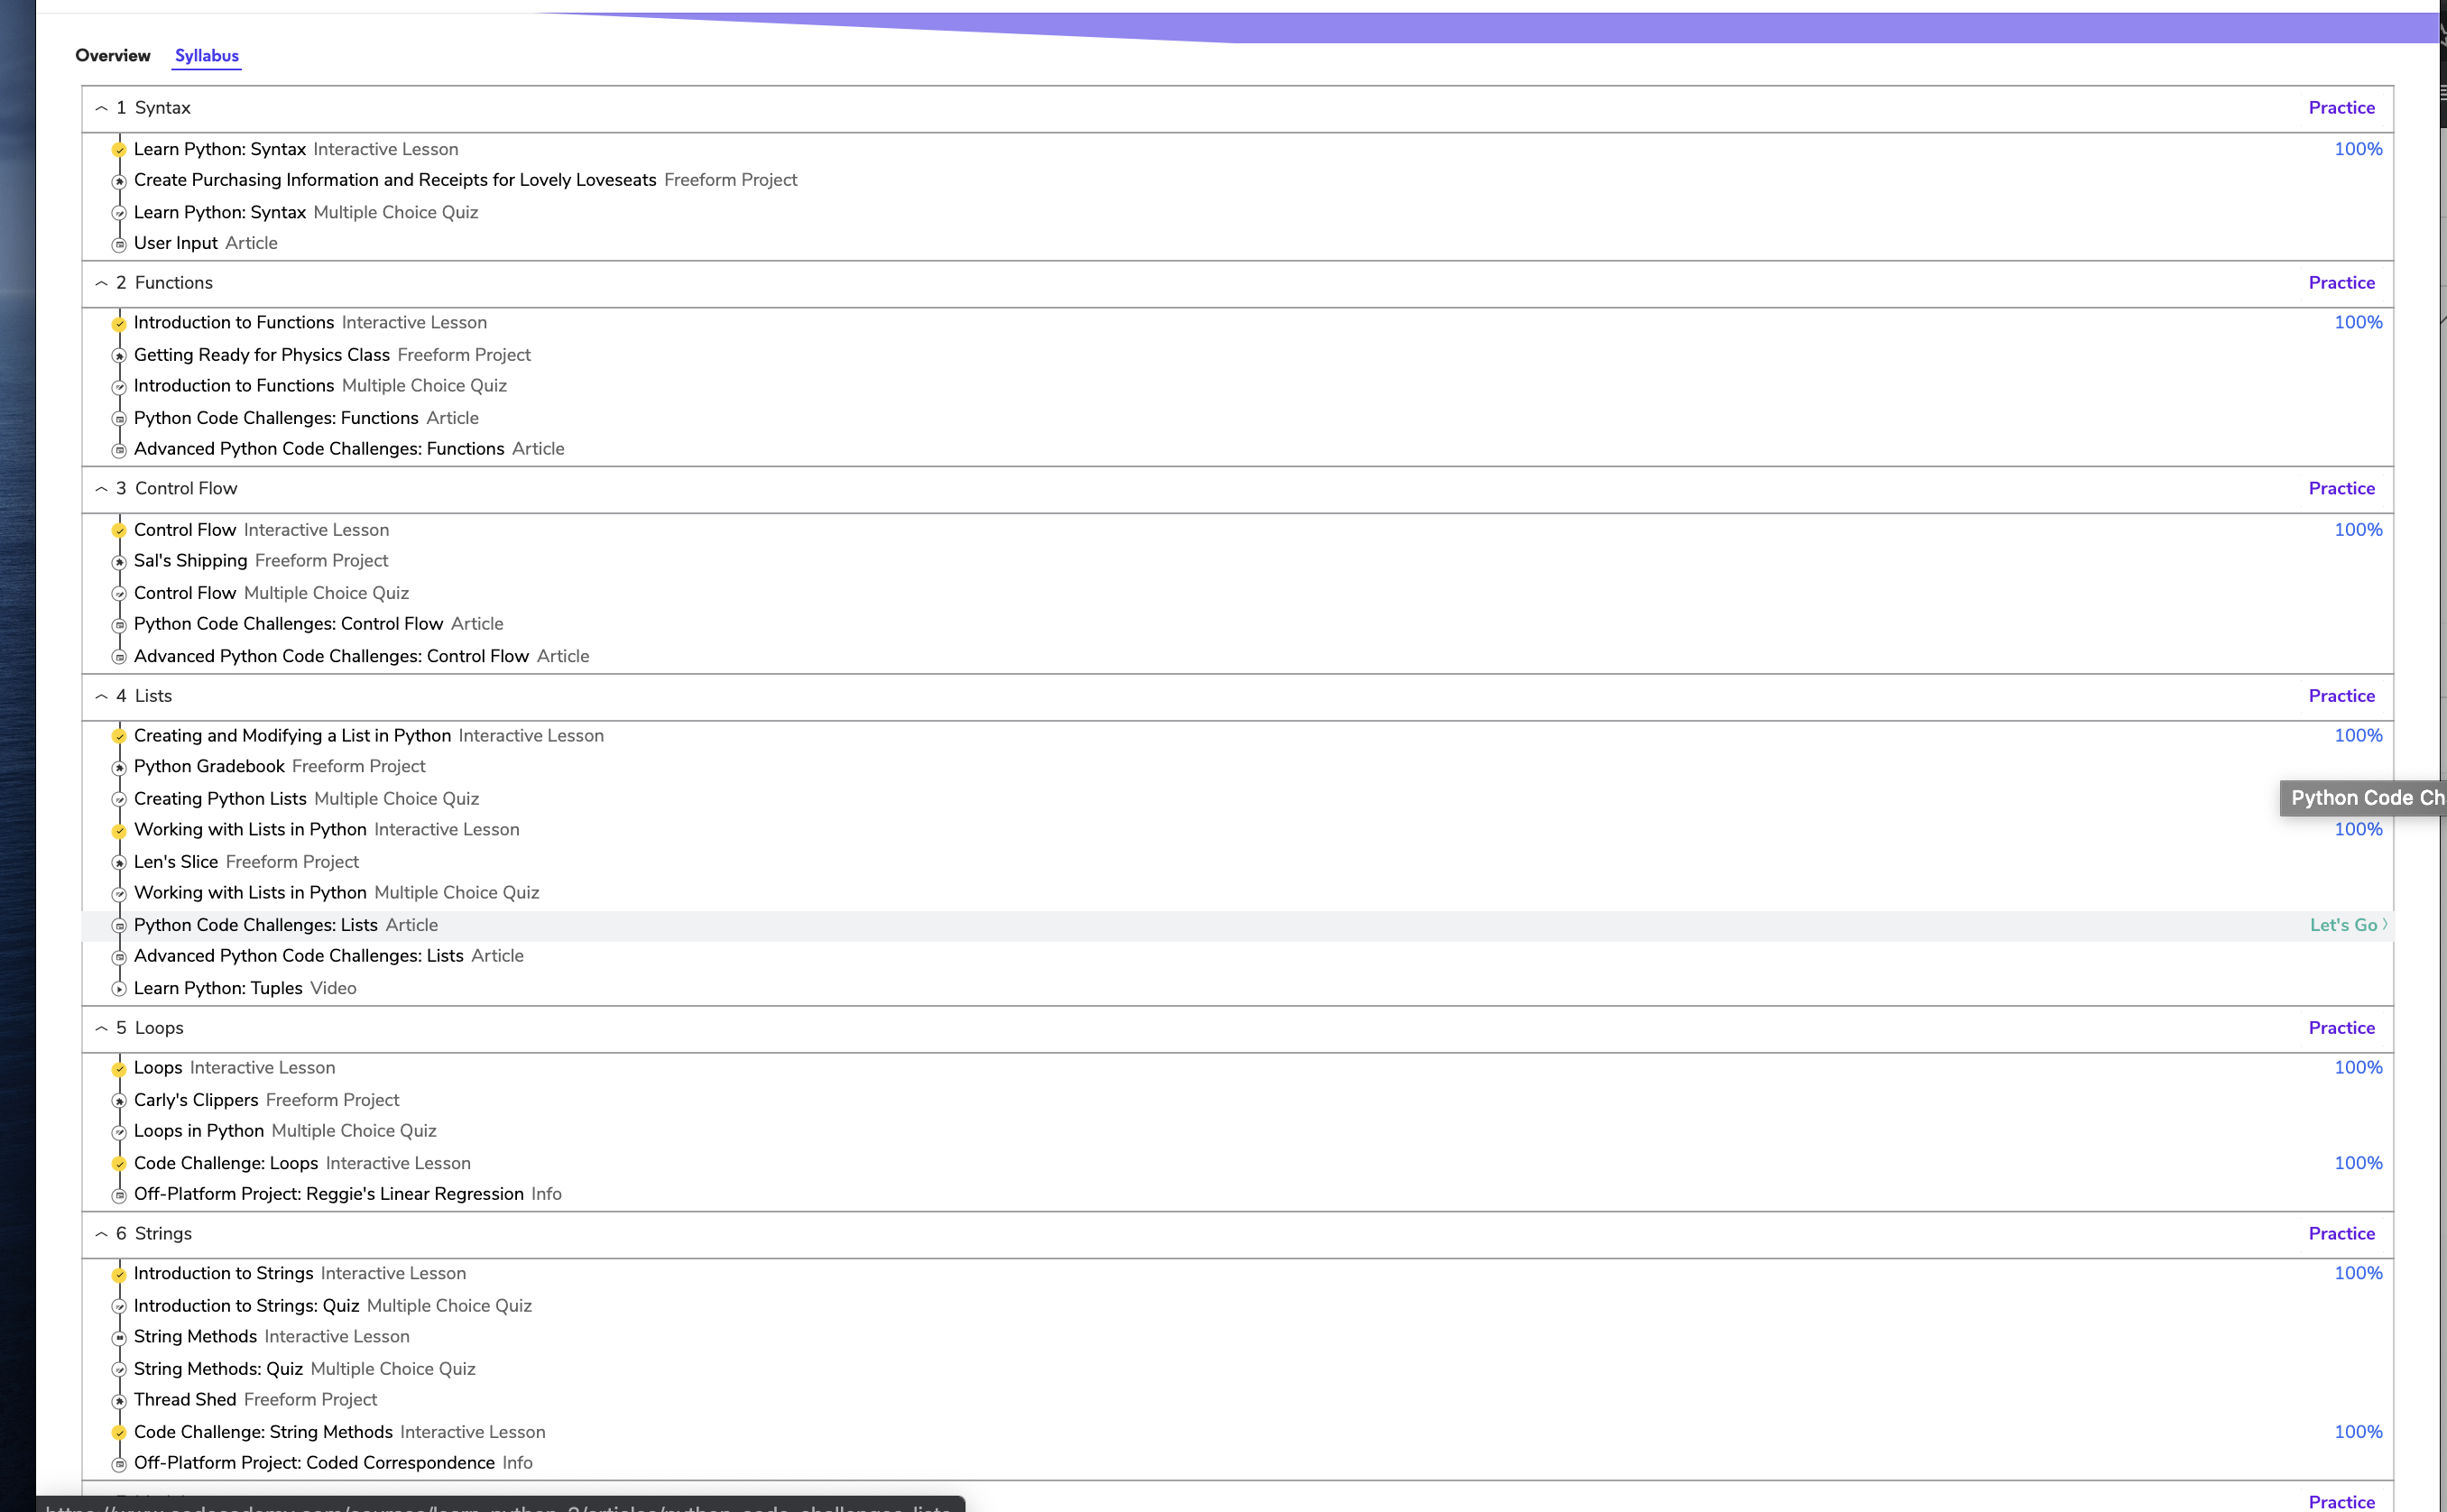 Overview Syllabus
1 Syntax Practice
Learn Python: Syntax Interactive Lesson 100%
Create Purchasing Information and Receipts for Lovely Loveseats Freeform Project
Learn Python: Syntax Multiple Choice Quiz
User Input Article
2 Functions Practice
Introduction to Functions Interactive Lesson 100%
Getting Ready for Physics Class Freeform Project
Introduction to Functions Multiple Choice Quiz
Python Code Challenges: Functions Article
Advanced Python Code Challenges: Functions Article
3 Control Flow Practice
Control Flow Interactive Lesson 100%
Sal's Shipping Freeform Project
Control Flow Multiple Choice Quiz
Python Code Challenges: Control Flow Article
Advanced Python Code Challenges: Control Flow Article
4 Lists Practice
Creating and Modifying a List in Python Interactive Lesson 100%
Python Gradebook Freeform Project
Creating Python Lists Multiple Choice Quiz Python Code Ch
Working with Lists in Python Interactive Lesson 100%
Len's Slice Freeform Project
Working with Lists in Python Multiple Choice Quiz
Python Code Challenges: Lists Article Let's Go
Advanced Python Code Challenges: Lists Article
Learn Python: Tuples Video
5 Loops Practice
Loops Interactive Lesson 100%
Carly's Clippers Freeform Project
Loops in Python Multiple Choice Quiz
Code Challenge: Loops Interactive Lesson 100%
Off-Platform Project: Reggie's Linear Regression Info
6 Strings Practice
Introduction to Strings Interactive Lesson 100%
Introduction to Strings: Quiz Multiple Choice Quiz
String Methods Interactive Lesson
String Methods: Quiz Multiple Choice Quiz
Thread Shed Freeform Project
Code Challenge: String Methods Interactive Lesson 100%
Off-Platform Project: Coded Correspondence Info
Practice